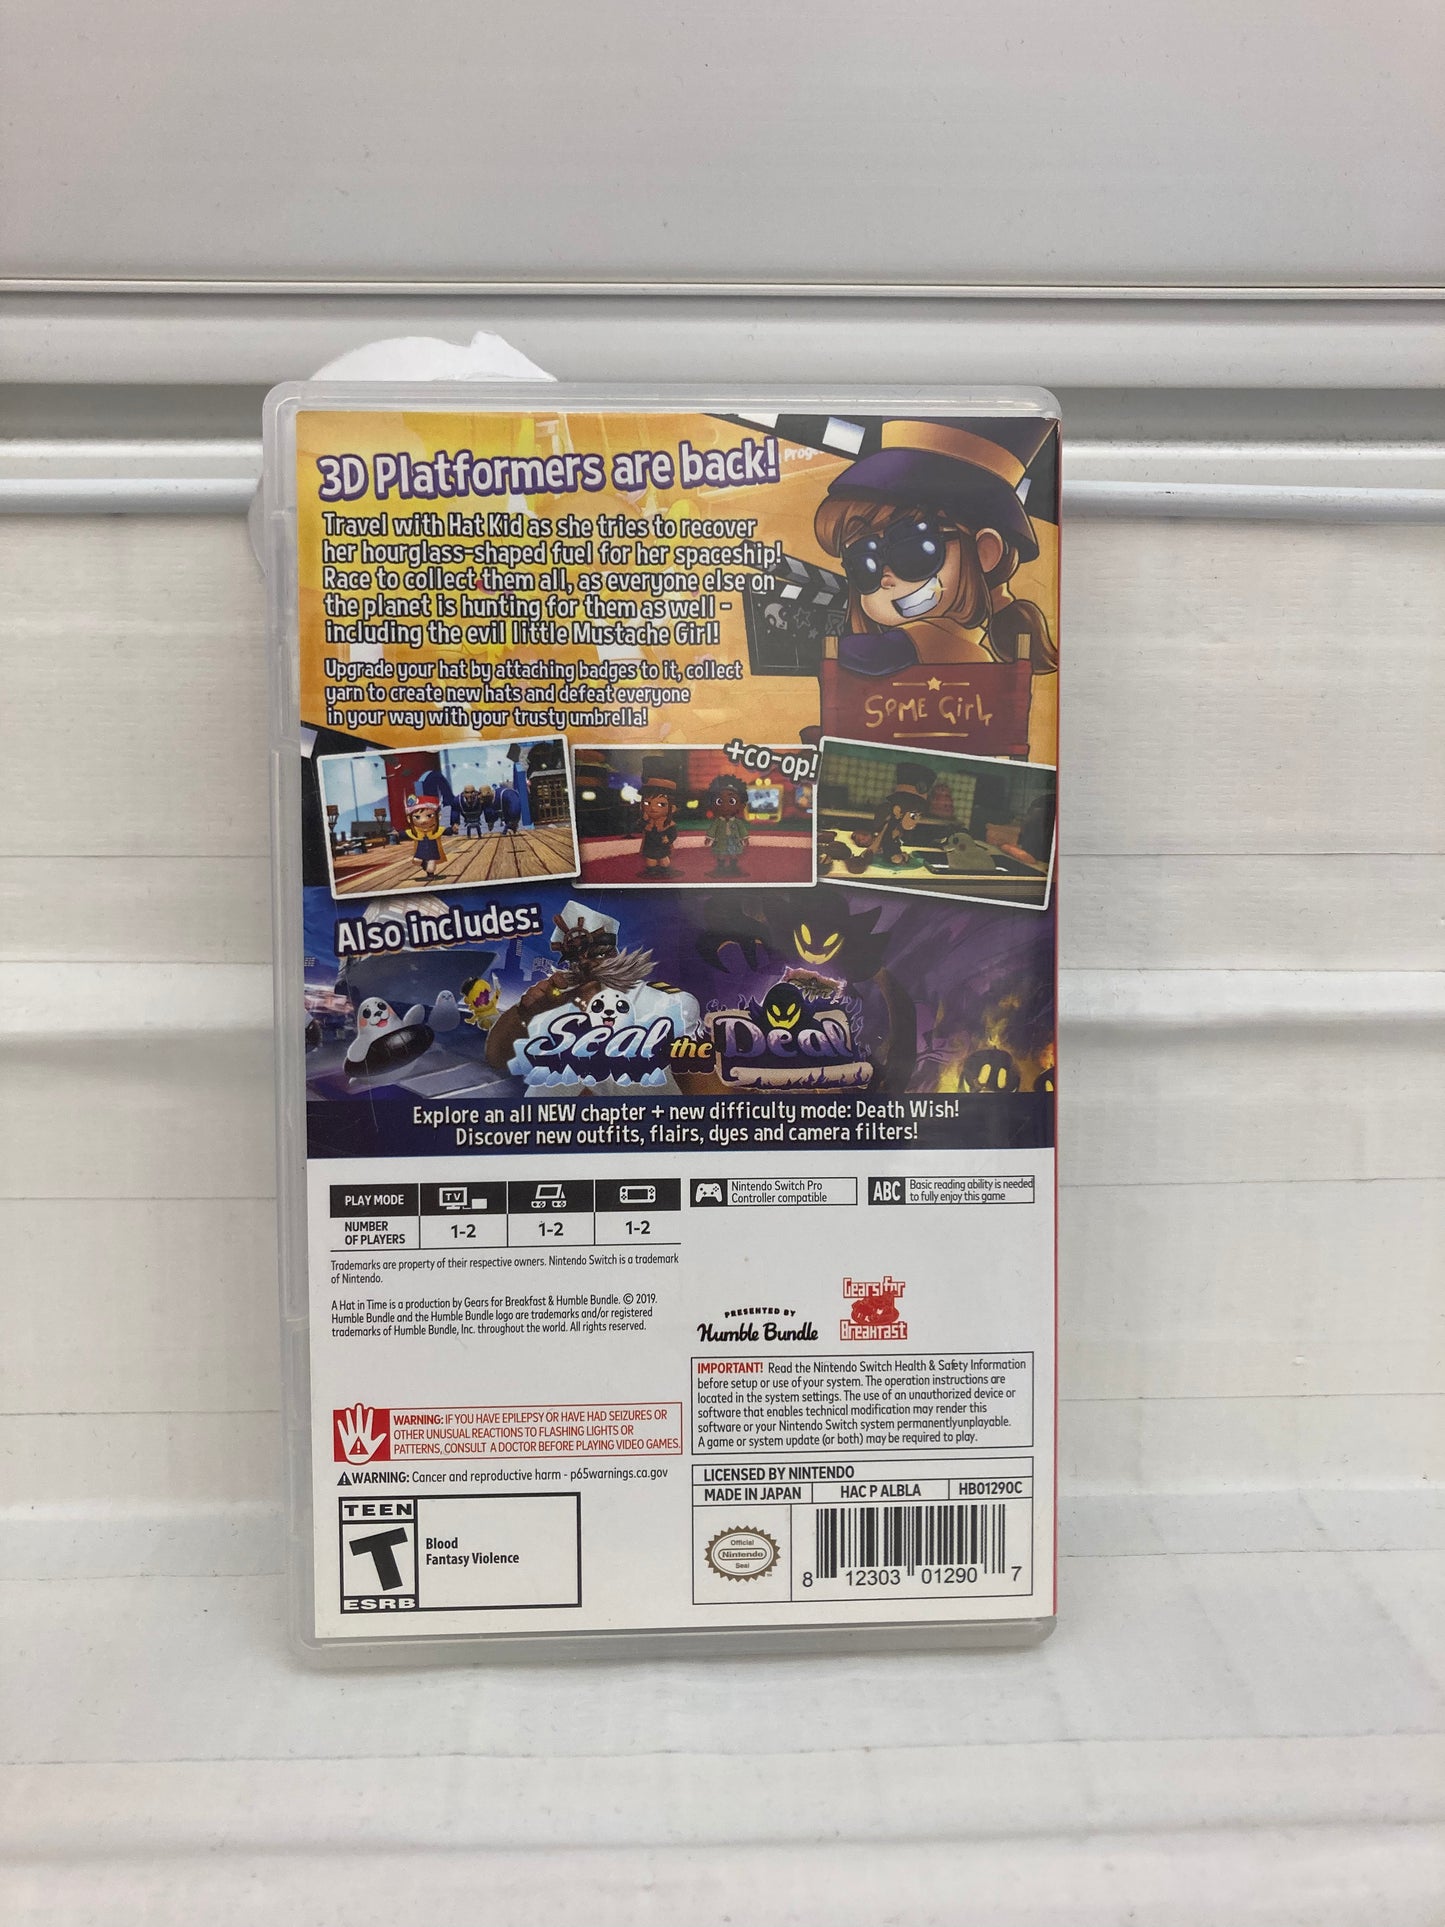 3D Platformers are back!
Travel with Hat Kid as she tries to recover
her hourglass-shaped fuel for her spaceship!
Race to collect them all, as everyone else on
the planet is hunting for them as well -
including the evil little Mustache Girl!
Upgrade your hat by attaching badges to it, collect
yarn to create new hats and defeat everyone
in your way with your trusty umbrella!
SOME GirL
+co-op!
Also includes:
Seal the Deal
Explore an all NEW chapter + new difficulty mode: Death Wish!
Discover new outfits, flairs, dyes and camera filters!
PLAY MODE
TV
NUMBER
OF PLAYERS
1-2
1-2
1-2
Nintendo Switch Pro
Controller compatible
ABC
Basic reading ability is needed
to fully enjoy this game
Trademarks are property of their respective owners. Nintendo Switch is a trademark
of Nintendo.
A Hat in Time is a production by Gears for Breakfast & Humble Bundle. © 2019.
Humble Bundle and the Humble Bundle logo are trademarks and/or registered
trademarks of Humble Bundle, Inc. throughout the world. All rights reserved.
PRESENTED BY
Humble Bundle
Gears for
Breakfast
IMPORTANT! Read the Nintendo Switch Health & Safety Information
before setup or use of your system. The operation instructions are
located in the system settings. The use of an unauthorized device or
software that enables technical modification may render this
software or your Nintendo Switch system permanentlyunplayable.
A game or system update (or both) may be required to play.
WARNING: IF YOU HAVE EPILEPSY OR HAVE HAD SEIZURES OR
OTHER UNUSUAL REACTIONS TO FLASHING LIGHTS OR
PATTERNS, CONSULT A DOCTOR BEFORE PLAYING VIDEO GAMES.
WARNING: Cancer and reproductive harm - p65warnings.ca.gov
TEEN
T
ESRB
Blood
Fantasy Violence
LICENSED BY NINTENDO
MADE IN JAPAN
HAC P ALBLA
HB01290C
Official
Nintendo
Seal
8 12303 01290 7